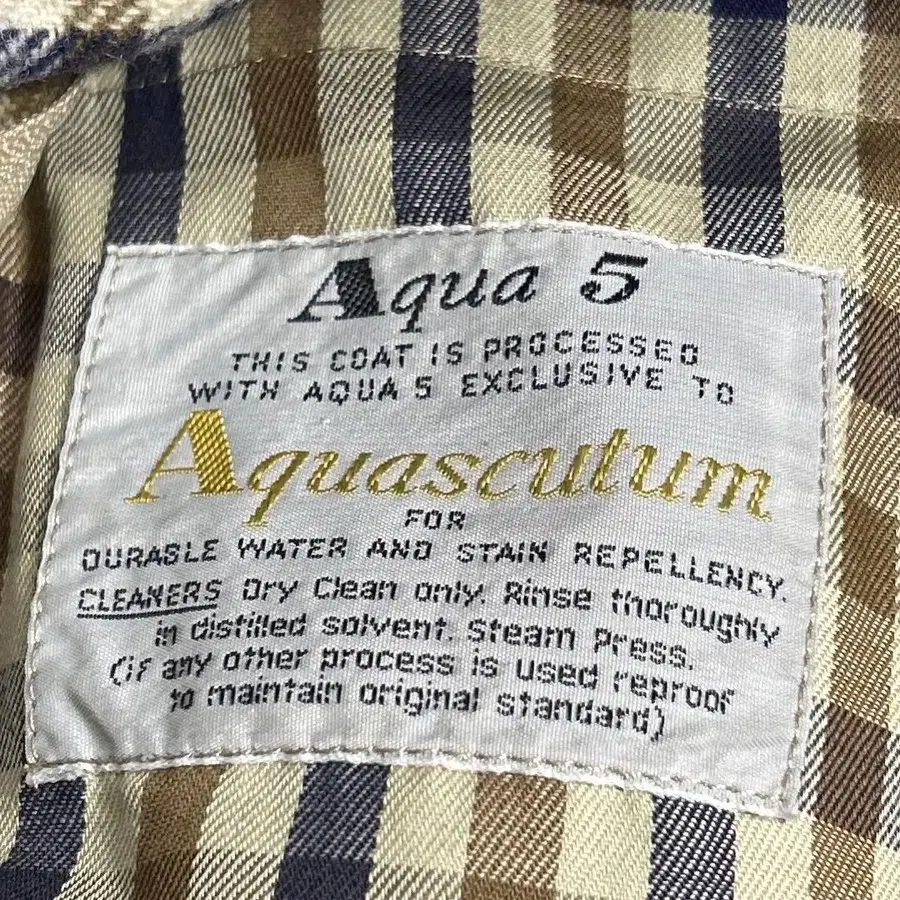 Aqua 5
THIS COAT IS PROCESSED
WITH AQUA 5 EXCLUSIVE TO
Aquascutum
FOR
DURABLE WATER AND STAIN REPELLENCY.
CLEANERS Dry Clean only. Rinse thoroughly
in distilled solvent. Steam Press.
(if any other process is used reproof
to maintain original standard)